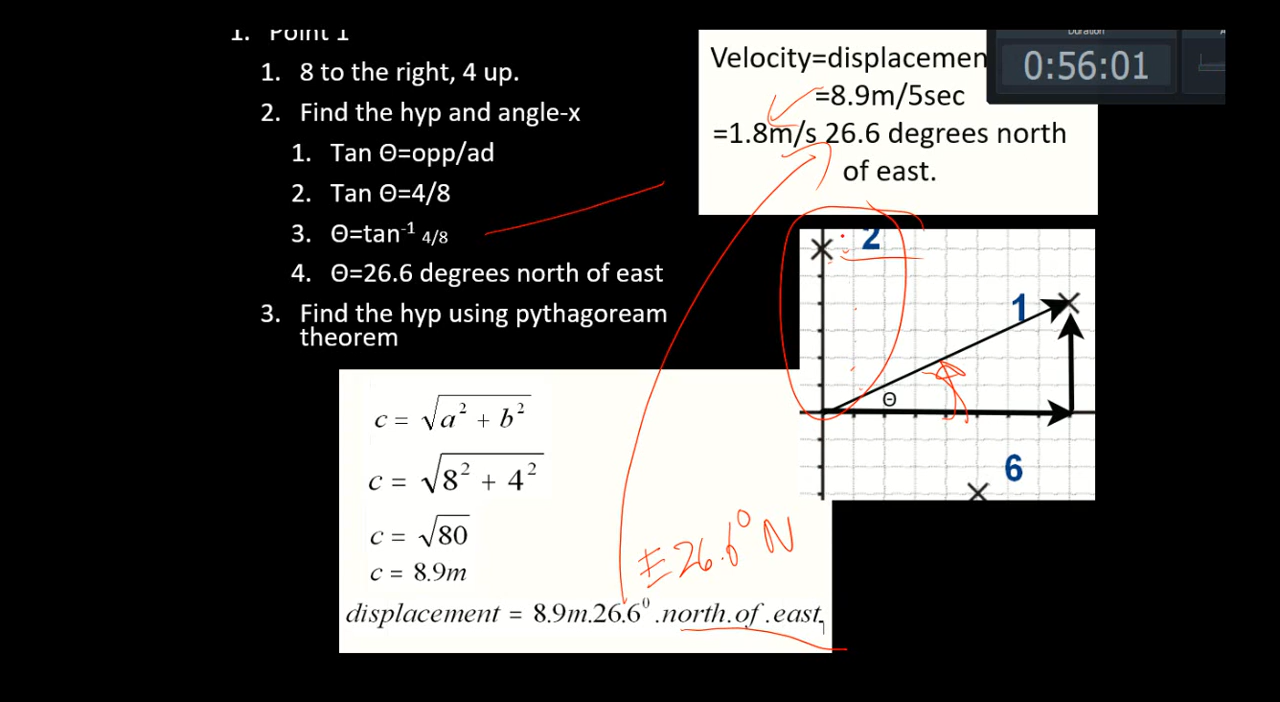 1. Point 1
1. 8 to the right, 4 up.
2. Find the hyp and angle-x
1. Tan Θ=opp/ad
2. Tan Θ=4/8
3. Θ=tan⁻¹ 4/8
4. Θ=26.6 degrees north of east
3. Find the hyp using pythagoream
theorem
c = √a² + b²
c = √8² + 4²
c = √80
c = 8.9m
displacement = 8.9m.26.6⁰.north.of.east,
± 26.6° N
Velocity=displacemen
=8.9m/5sec
=1.8m/s 26.6 degrees north
of east.
Duration
0:56:01
2
1
Θ
6